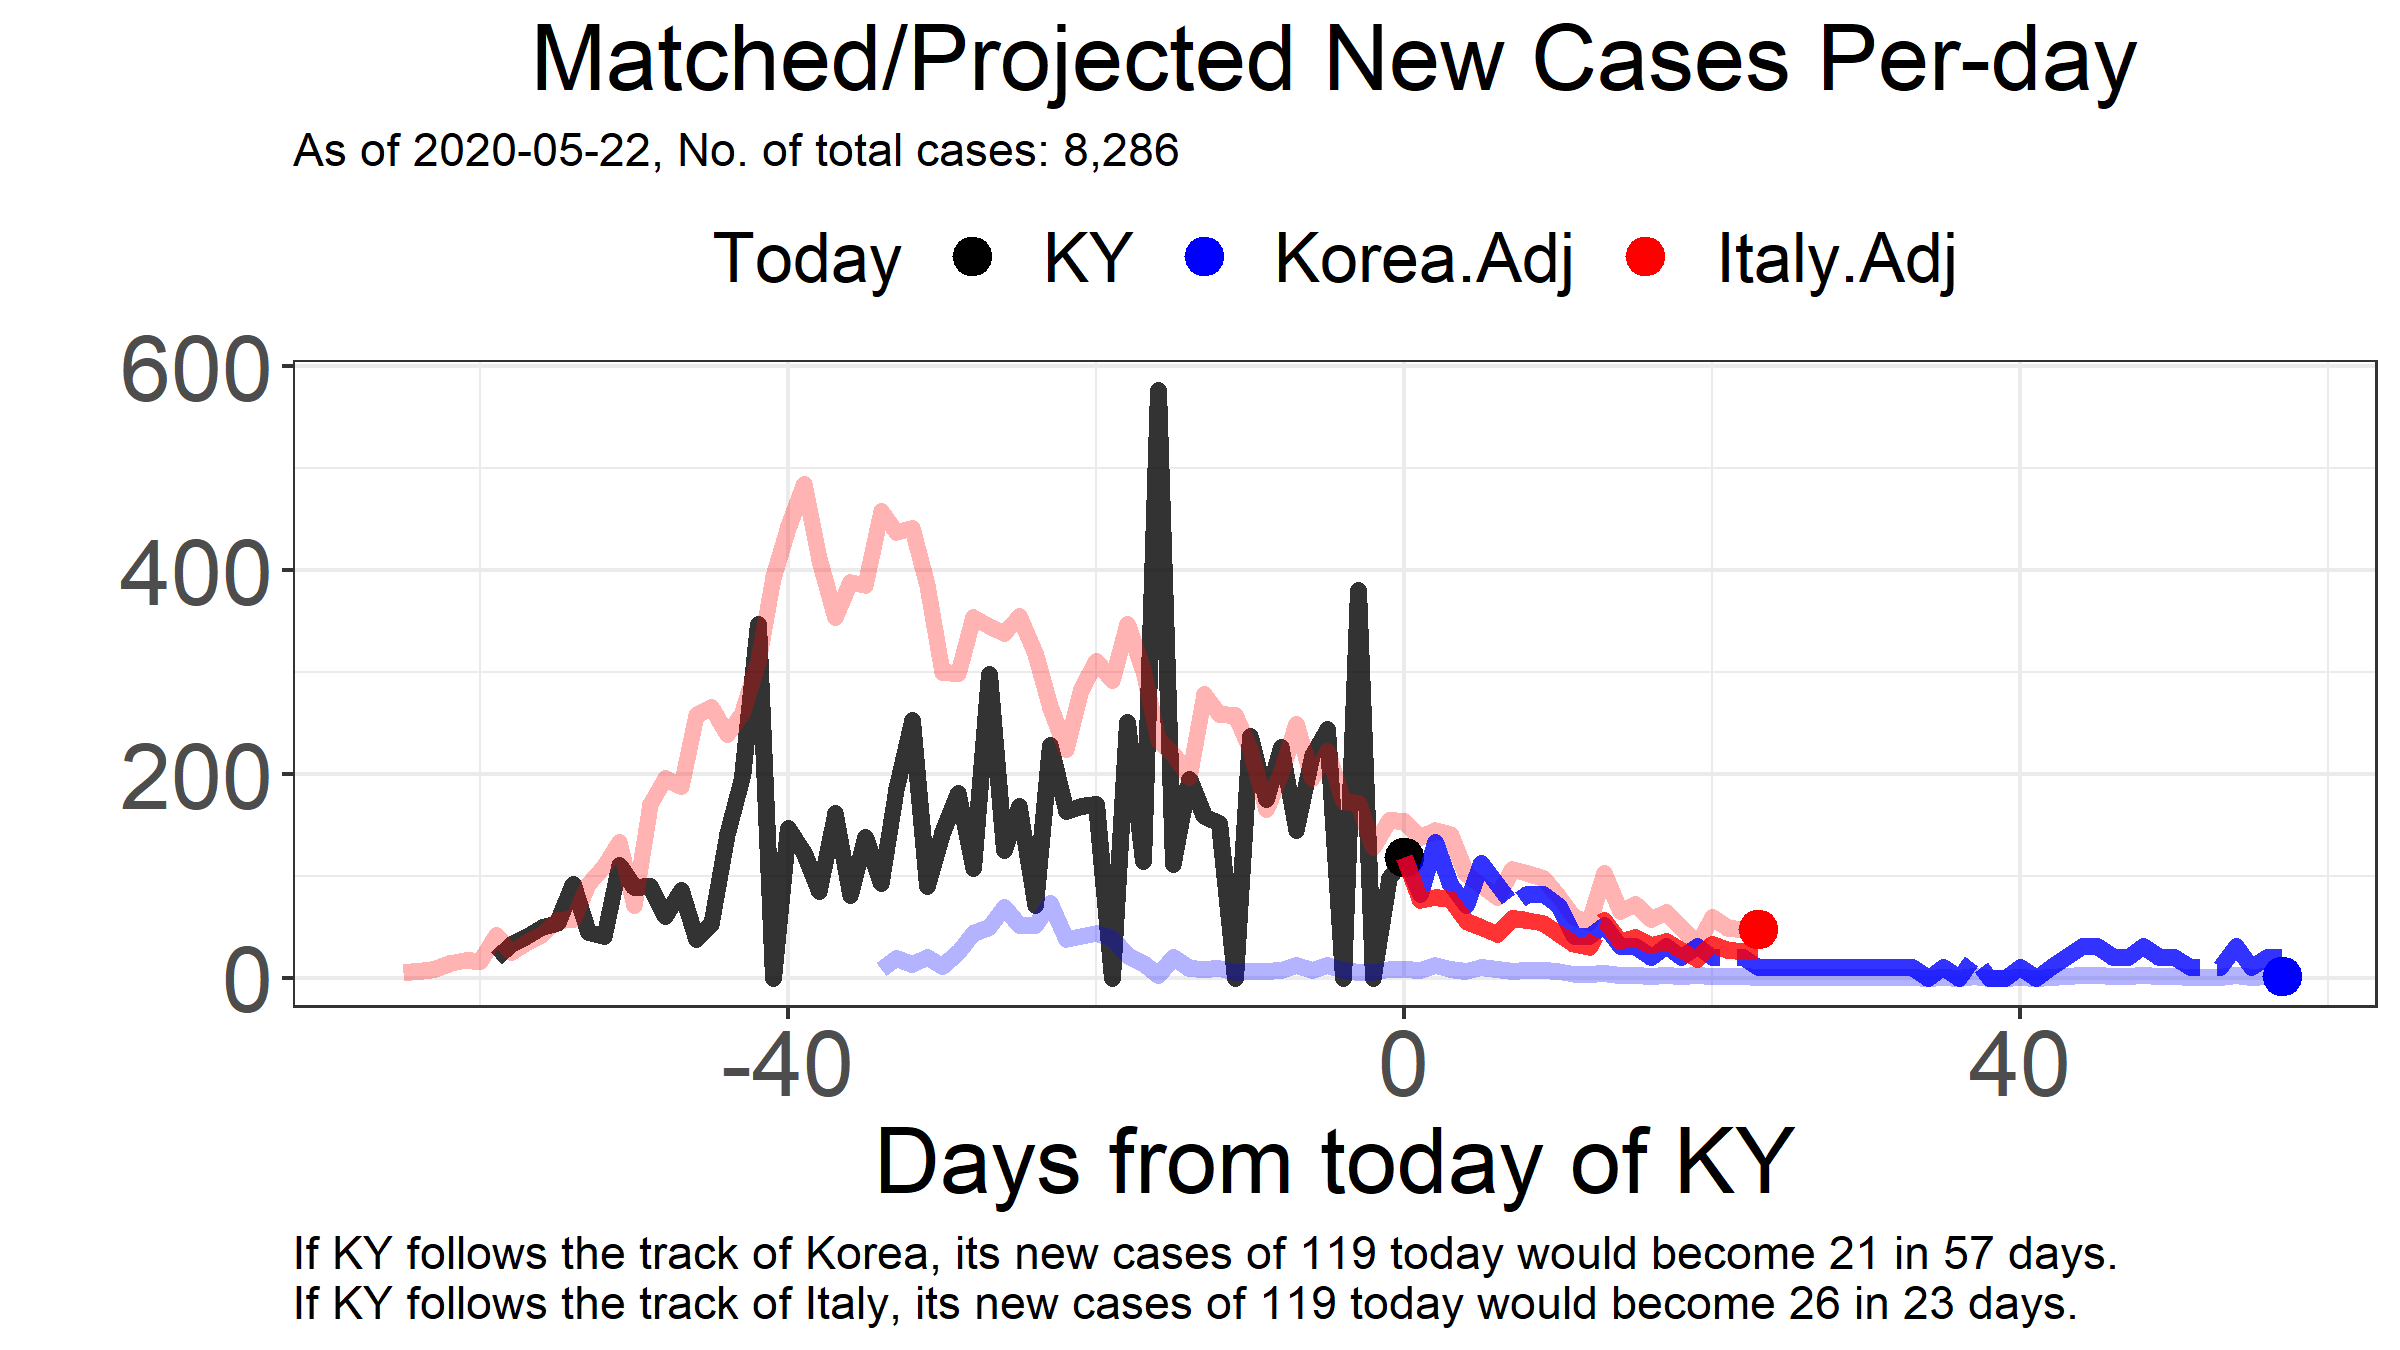 Matched/Projected New Cases Per-day
As of 2020-05-22, No. of total cases: 8,286
Today KY Korea.Adj Italy.Adj
600
400
200
0
-40 0 40
Days from today of KY
If KY follows the track of Korea, its new cases of 119 today would become 21 in 57 days.
If KY follows the track of Italy, its new cases of 119 today would become 26 in 23 days.